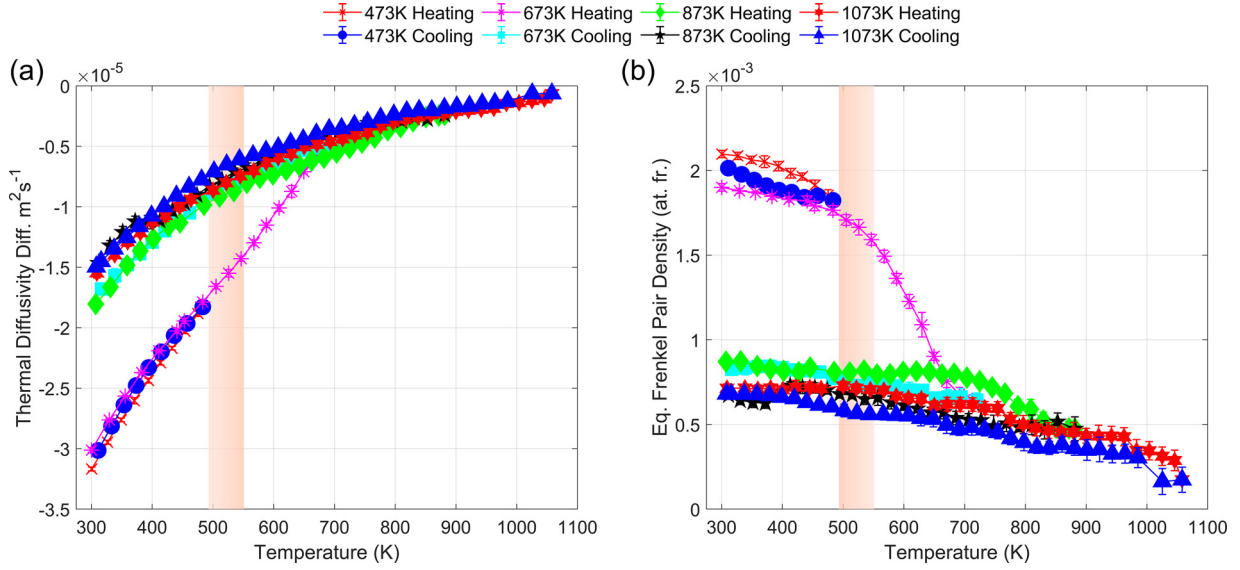 473K Heating 673K Heating 873K Heating 1073K Heating
473K Cooling 673K Cooling 873K Cooling 1073K Cooling
(a)
×10-5
0
-0.5
-1
-1.5
-2
-2.5
-3
-3.5
Thermal Diffusivity Diff. m2s-1
300 400 500 600 700 800 900 1000 1100
Temperature (K)
(b)
×10-3
2.5
2
1.5
1
0.5
0
Eq. Frenkel Pair Density (at. fr.)
300 400 500 600 700 800 900 1000 1100
Temperature (K)